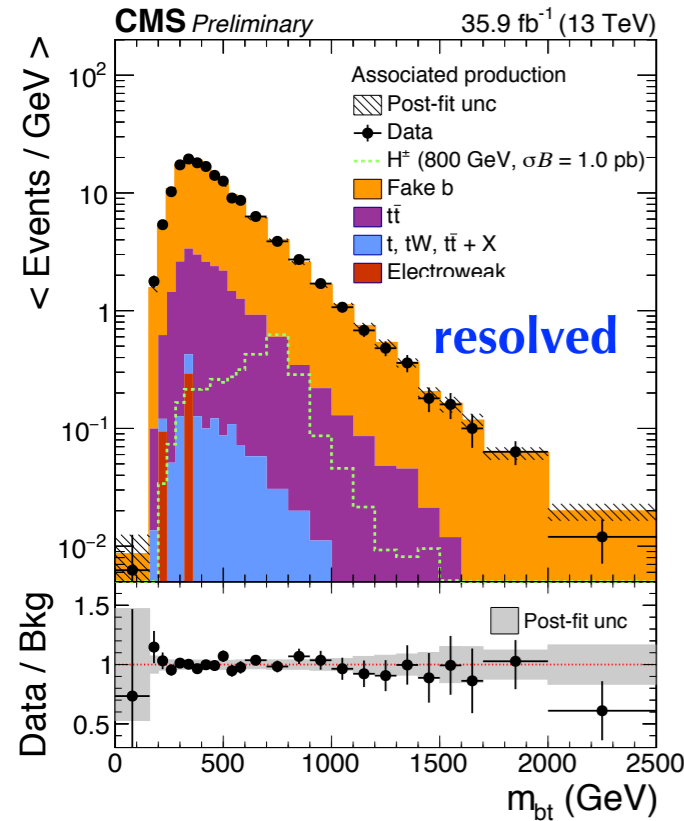 CMS Preliminary 35.9 fb⁻¹ (13 TeV)
< Events / GeV >
10²
10
1
10⁻¹
10⁻²
Associated production
Post-fit unc
Data
H± (800 GeV, σB = 1.0 pb)
Fake b
tt̄
t, tW, tt̄ + X
Electroweak
resolved
Data / Bkg
1.5
1
0.5
Post-fit unc
0 500 1000 1500 2000 2500
m_bt (GeV)